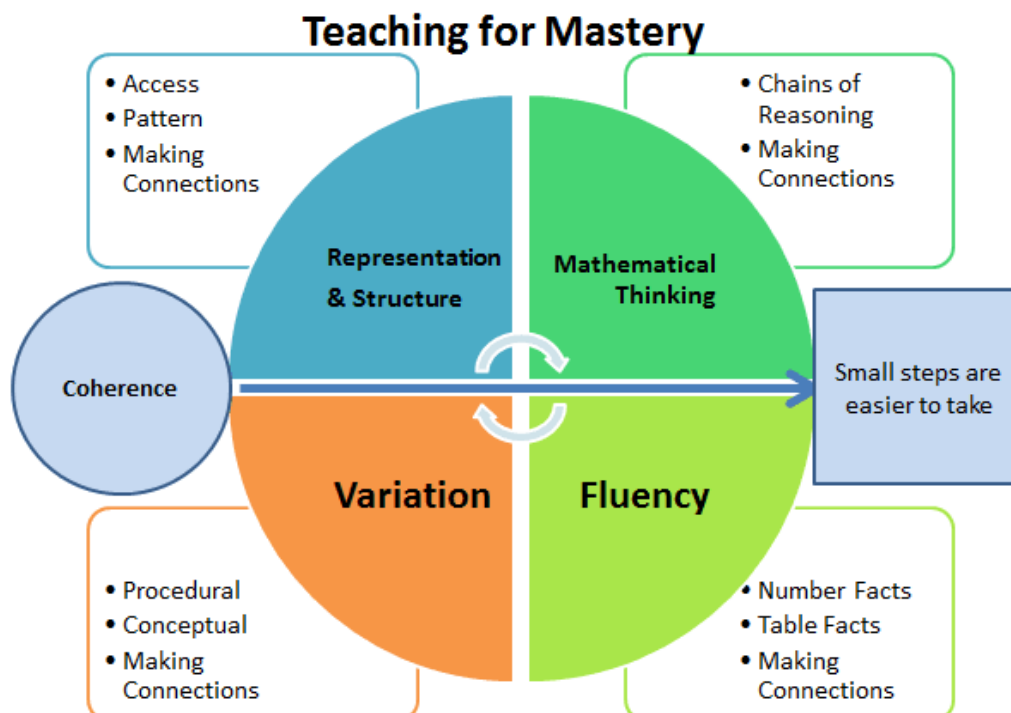 Teaching for Mastery
• Access
• Pattern
• Making
Connections
• Chains of
Reasoning
• Making
Connections
Representation
& Structure
Mathematical
Thinking
Coherence
Small steps are
easier to take
Variation
Fluency
• Procedural
• Conceptual
• Making
Connections
• Number Facts
• Table Facts
• Making
Connections